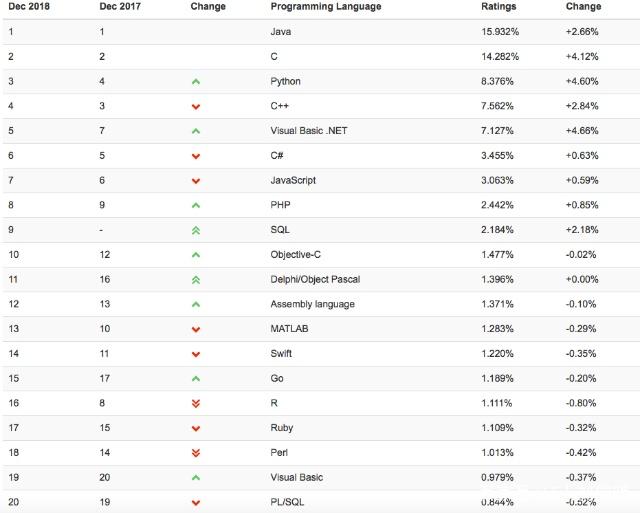 Dec 2018 Dec 2017 Change Programming Language Ratings Change
1 1 Java 15.932% +2.66%
2 2 C 14.282% +4.12%
3 4 Python 8.376% +4.60%
4 3 C++ 7.562% +2.84%
5 7 Visual Basic .NET 7.127% +4.66%
6 5 C# 3.455% +0.63%
7 6 JavaScript 3.063% +0.59%
8 9 PHP 2.442% +0.85%
9 - SQL 2.184% +2.18%
10 12 Objective-C 1.477% -0.02%
11 16 Delphi/Object Pascal 1.396% +0.00%
12 13 Assembly language 1.371% -0.10%
13 10 MATLAB 1.283% -0.29%
14 11 Swift 1.220% -0.35%
15 17 Go 1.189% -0.20%
16 8 R 1.111% -0.80%
17 15 Ruby 1.109% -0.32%
18 14 Perl 1.013% -0.42%
19 20 Visual Basic 0.979% -0.37%
20 19 PL/SQL 0.844% -0.52%